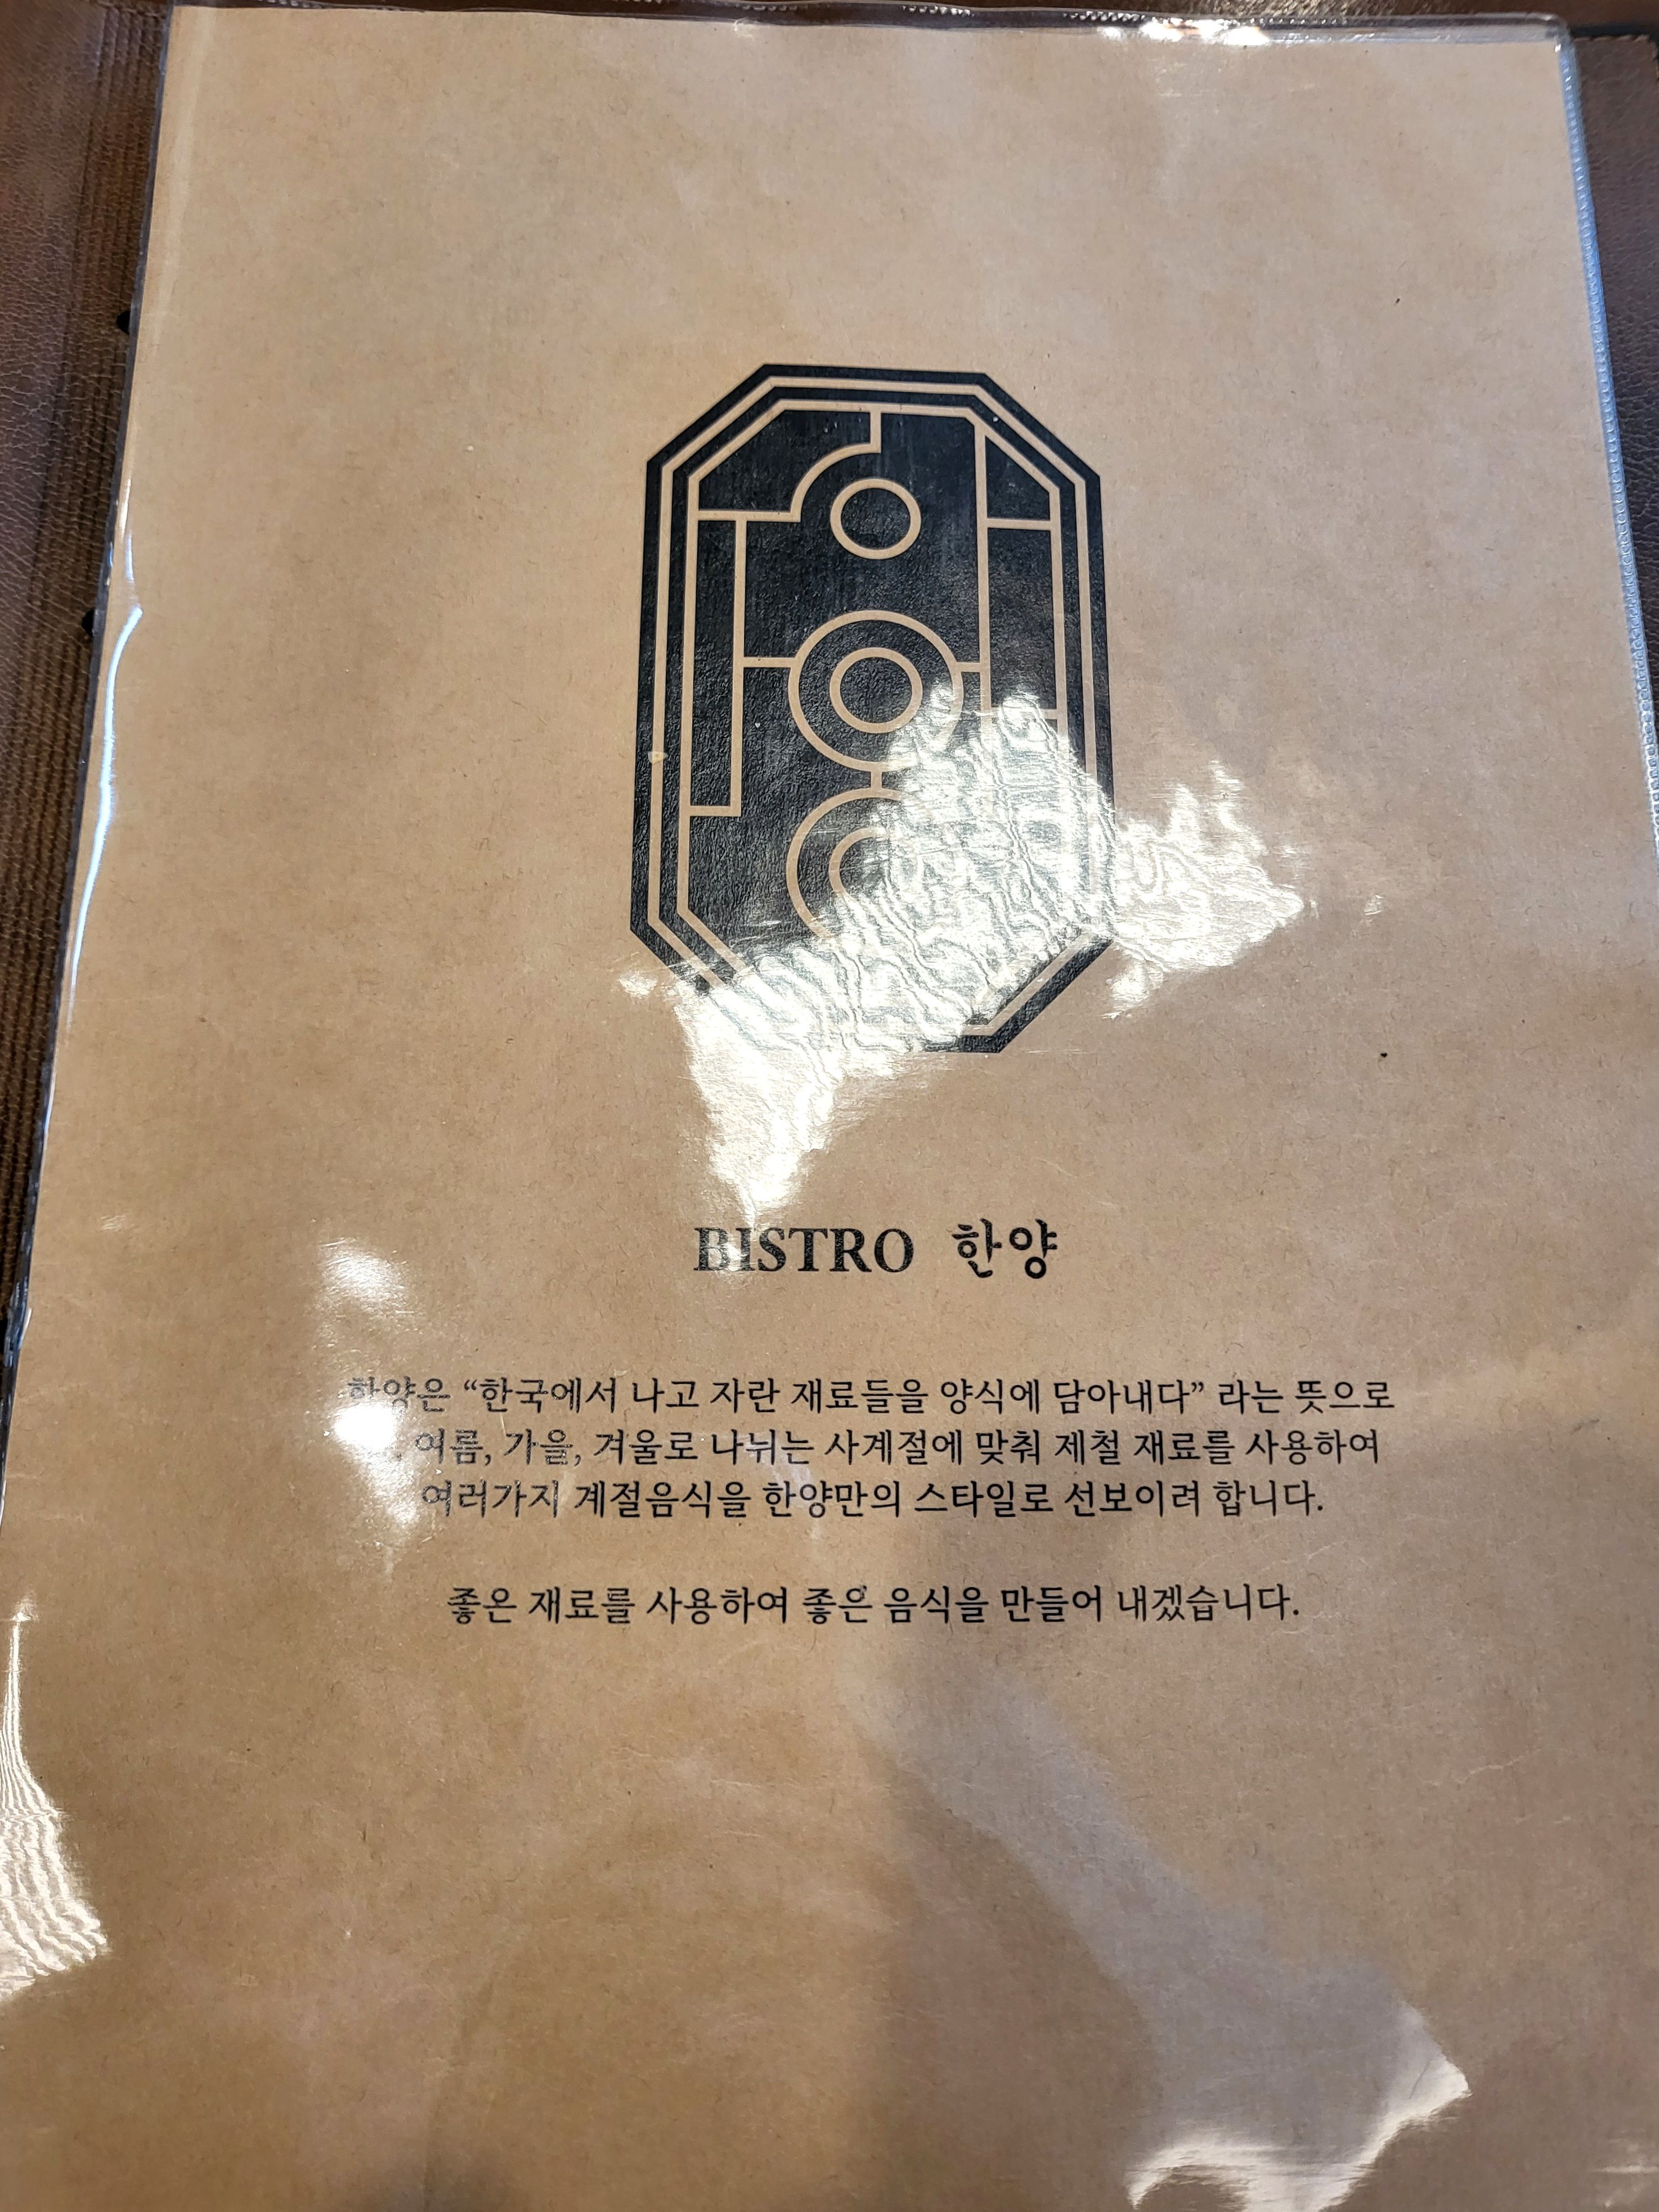 BISTRO 한양
한양은 “한국에서 나고 자란 재료들을 양식에 담아내다” 라는 뜻으로
여름, 가을, 겨울로 나뉘는 사계절에 맞춰 제철 재료를 사용하여
여러가지 계절음식을 한양만의 스타일로 선보이려 합니다.
좋은 재료를 사용하여 좋은 음식을 만들어 내겠습니다.